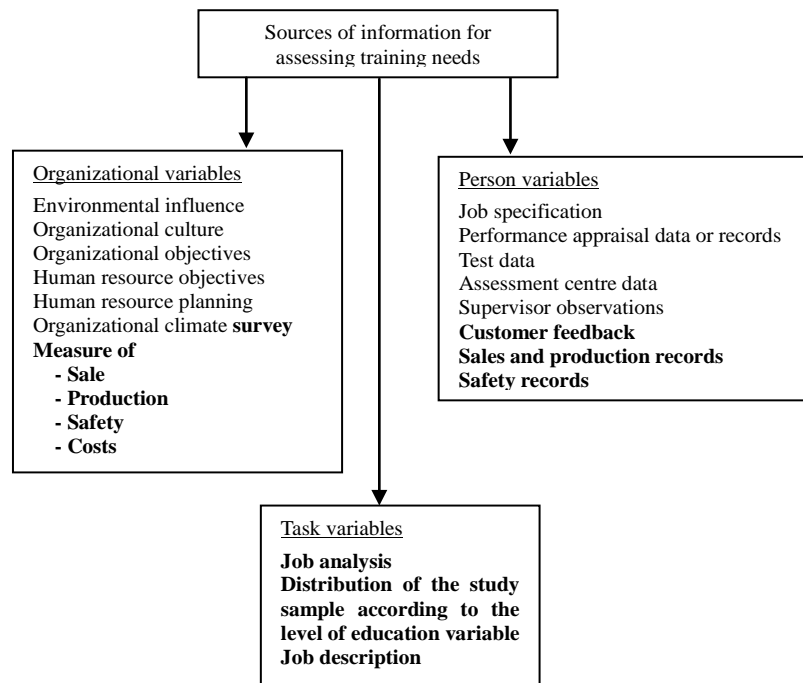 Sources of information for
assessing training needs
Organizational variables
Environmental influence
Organizational culture
Organizational objectives
Human resource objectives
Human resource planning
Organizational climate survey
Measure of
- Sale
- Production
- Safety
- Costs
Person variables
Job specification
Performance appraisal data or records
Test data
Assessment centre data
Supervisor observations
Customer feedback
Sales and production records
Safety records
Task variables
Job analysis
Distribution of the study
sample according to the
level of education variable
Job description